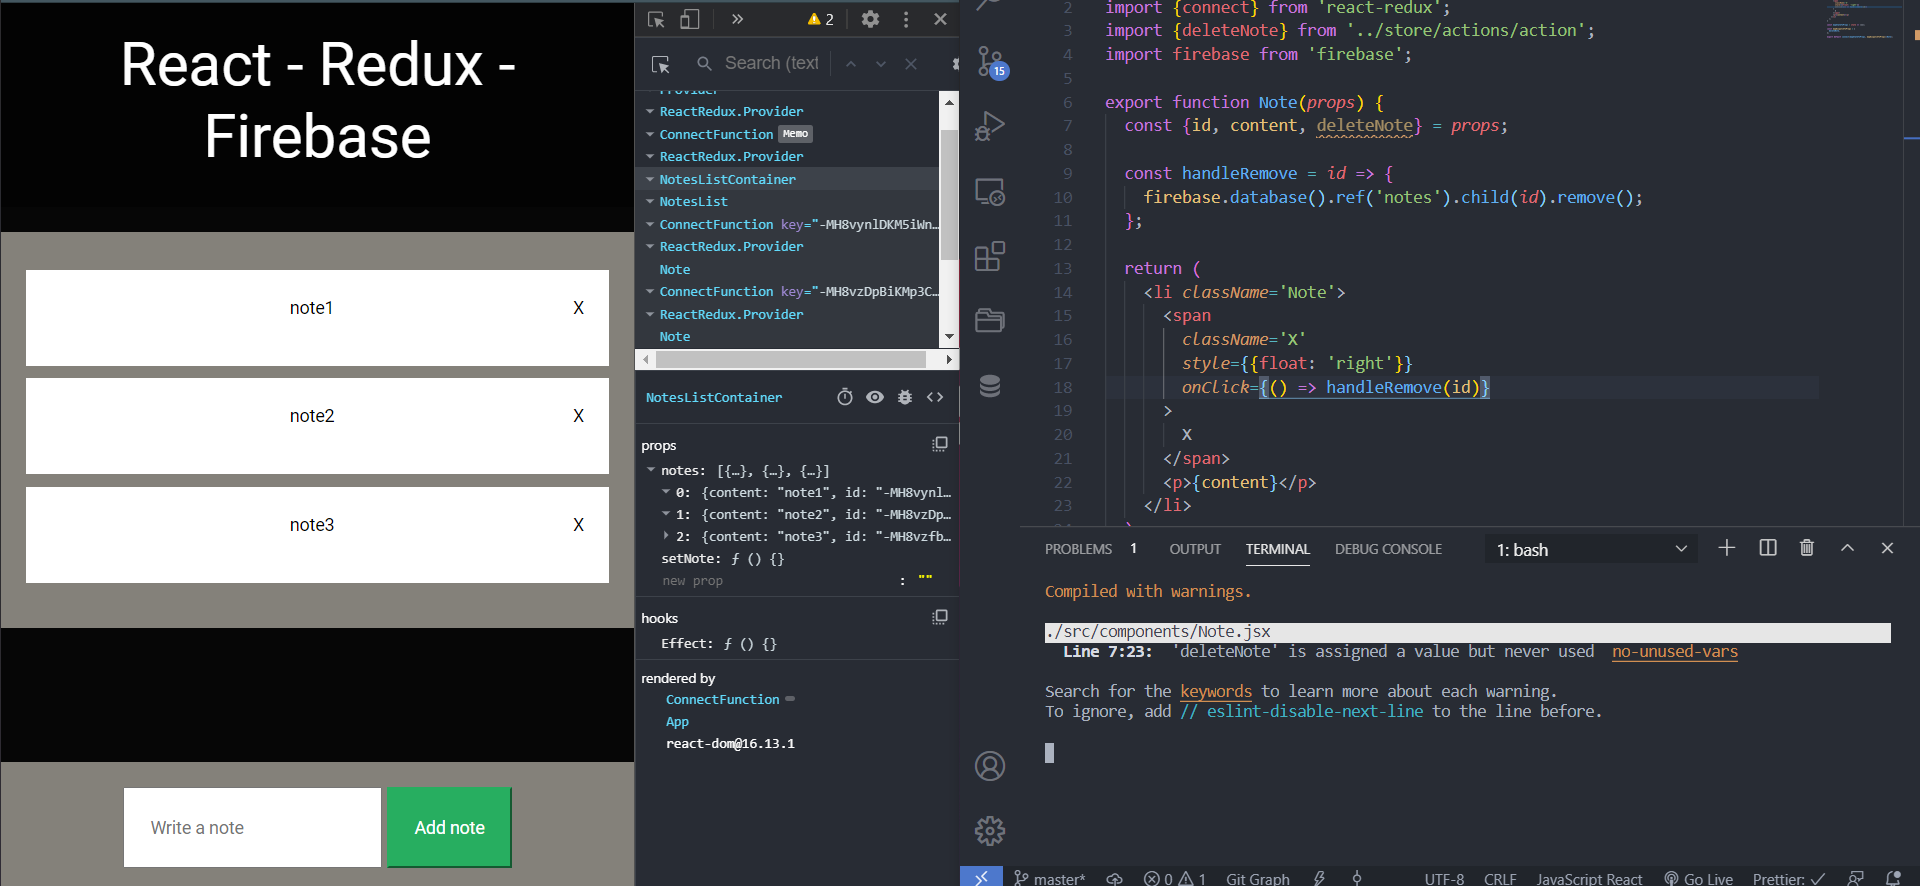 React - Redux -
Firebase
note1 X
note2 X
note3 X
Write a note
Add note
2
Search (text
Provider
ReactRedux.Provider
ConnectFunction Memo
ReactRedux.Provider
NotesListContainer
NotesList
ConnectFunction key="-MH8vynlDKM5iWn…
ReactRedux.Provider
Note
ConnectFunction key="-MH8vzDpBiKMp3C…
ReactRedux.Provider
Note
NotesListContainer
props
notes: [{…}, {…}, {…}]
0: {content: "note1", id: "-MH8vynl…
1: {content: "note2", id: "-MH8vzDp…
2: {content: "note3", id: "-MH8vzfb…
setNote: ƒ () {}
new prop : ""
hooks
Effect: ƒ () {}
rendered by
ConnectFunction
App
react-dom@16.13.1
15
2 import {connect} from 'react-redux';
3 import {deleteNote} from '../store/actions/action';
4 import firebase from 'firebase';
5
6 export function Note(props) {
7 const {id, content, deleteNote} = props;
8
9 const handleRemove = id => {
10 firebase.database().ref('notes').child(id).remove();
11 };
12
13 return (
14 <li className='Note'>
15 <span
16 className='X'
17 style={{float: 'right'}}
18 onClick={() => handleRemove(id)}
19 >
20 X
21 </span>
22 <p>{content}</p>
23 </li>
PROBLEMS 1 OUTPUT TERMINAL DEBUG CONSOLE 1: bash
Compiled with warnings.
./src/components/Note.jsx
Line 7:23: 'deleteNote' is assigned a value but never used no-unused-vars
Search for the keywords to learn more about each warning.
To ignore, add // eslint-disable-next-line to the line before.
master* 0 1 Git Graph UTF-8 CRLF JavaScript React Go Live Prettier: ✓